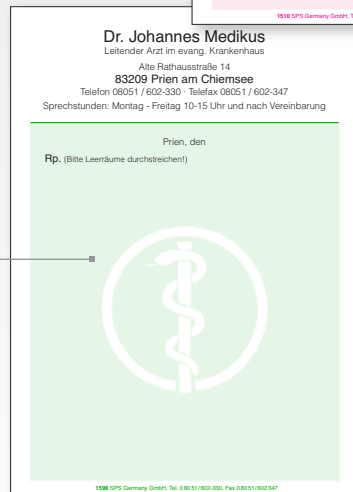 1510 SPS Germany GmbH, T
Dr. Johannes Medikus
Leitender Arzt im evang. Krankenhaus
Alte Rathausstraße 14
83209 Prien am Chiemsee
Telefon 08051 / 602-330 · Telefax 08051 / 602-347
Sprechstunden: Montag - Freitag 10-15 Uhr und nach Vereinbarung
Prien, den
Rp. (Bitte Leerräume durchstreichen!)
1598 SPS Germany GmbH, Tel. 08051/602-330, Fax 08051/602347